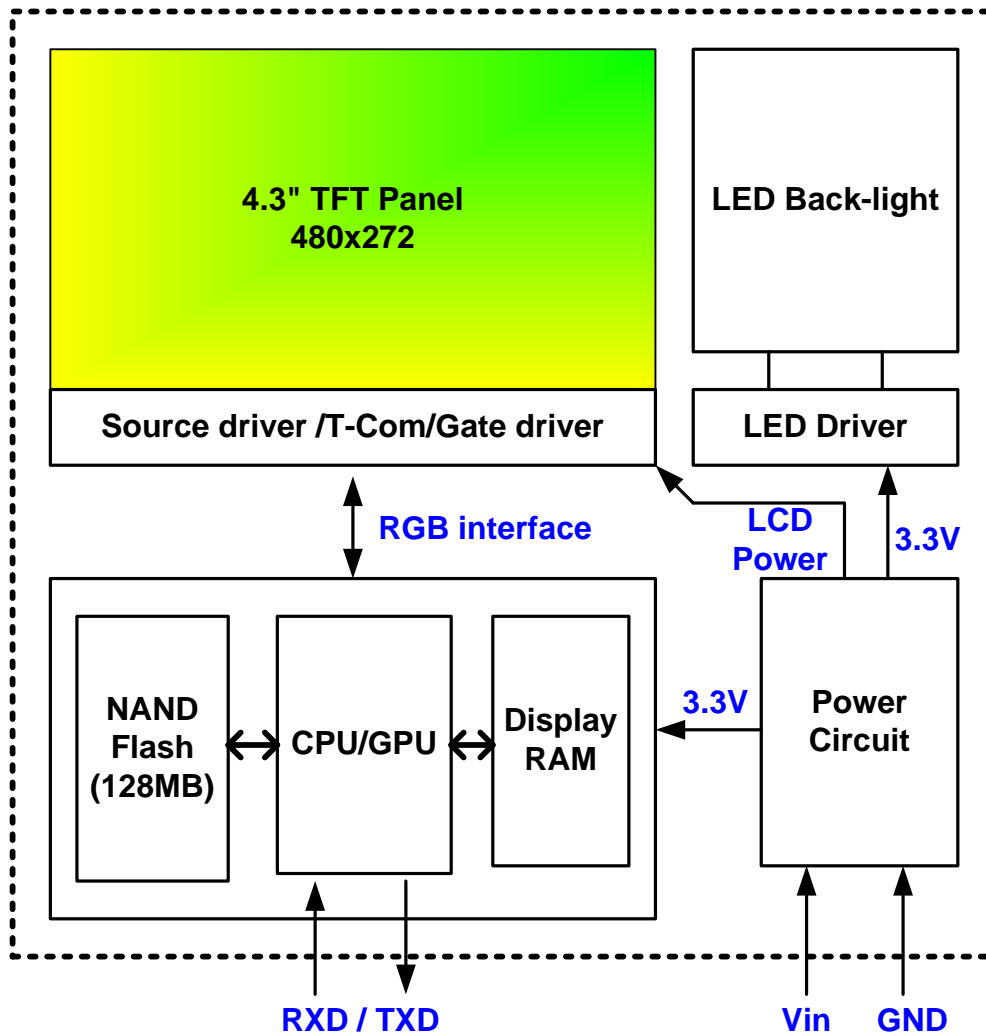 4.3" TFT Panel
480x272
LED Back-light
Source driver /T-Com/Gate driver
LED Driver
RGB interface
LCD
Power
3.3V
NAND
Flash
(128MB)
CPU/GPU
Display
RAM
3.3V
Power
Circuit
RXD / TXD
Vin
GND